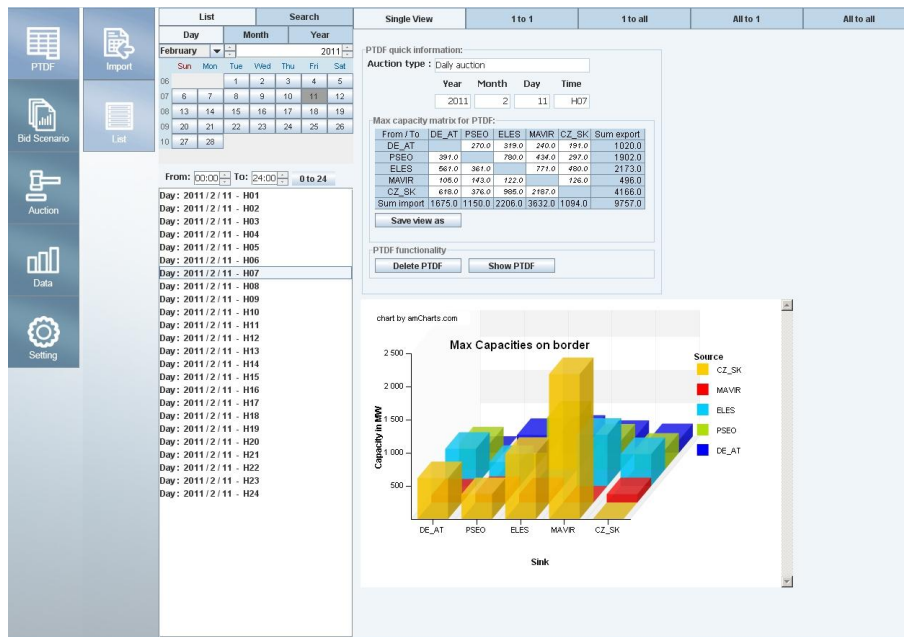 PTDF
Bid Scenario
Auction
Data
Setting
Import
List
List Search
Day Month Year
February 2011
Sun Mon Tue Wed Thu Fri Sat
06 1 2 3 4 5
07 6 7 8 9 10 11 12
08 13 14 15 16 17 18 19
09 20 21 22 23 24 25 26
10 27 28
From: 00:00 To: 24:00 0 to 24
Day: 2011/2/11 - H01
Day: 2011/2/11 - H02
Day: 2011/2/11 - H03
Day: 2011/2/11 - H04
Day: 2011/2/11 - H05
Day: 2011/2/11 - H06
Day: 2011/2/11 - H07
Day: 2011/2/11 - H08
Day: 2011/2/11 - H09
Day: 2011/2/11 - H10
Day: 2011/2/11 - H11
Day: 2011/2/11 - H12
Day: 2011/2/11 - H13
Day: 2011/2/11 - H14
Day: 2011/2/11 - H15
Day: 2011/2/11 - H16
Day: 2011/2/11 - H17
Day: 2011/2/11 - H18
Day: 2011/2/11 - H19
Day: 2011/2/11 - H20
Day: 2011/2/11 - H21
Day: 2011/2/11 - H22
Day: 2011/2/11 - H23
Day: 2011/2/11 - H24
Single View 1 to 1 1 to all All to 1 All to all
PTDF quick information:
Auction type : Daily auction
Year Month Day Time
2011 2 11 H07
Max capacity matrix for PTDF:
From / To DE_AT PSEO ELES MAVIR CZ_SK Sum export
DE_AT 270.0 319.0 240.0 191.0 1020.0
PSEO 391.0 780.0 434.0 297.0 1902.0
ELES 561.0 361.0 771.0 480.0 2173.0
MAVIR 105.0 143.0 122.0 126.0 496.0
CZ_SK 618.0 376.0 985.0 2187.0 4166.0
Sum import 1675.0 1150.0 2206.0 3632.0 1094.0 9757.0
Save view as
PTDF functionality
Delete PTDF Show PTDF
chart by amCharts.com
Max Capacities on border
Capacity in MW
2 500
2 000
1 500
1 000
500
DE_AT PSEO ELES MAVIR CZ_SK
Sink
Source
CZ_SK
MAVIR
ELES
PSEO
DE_AT